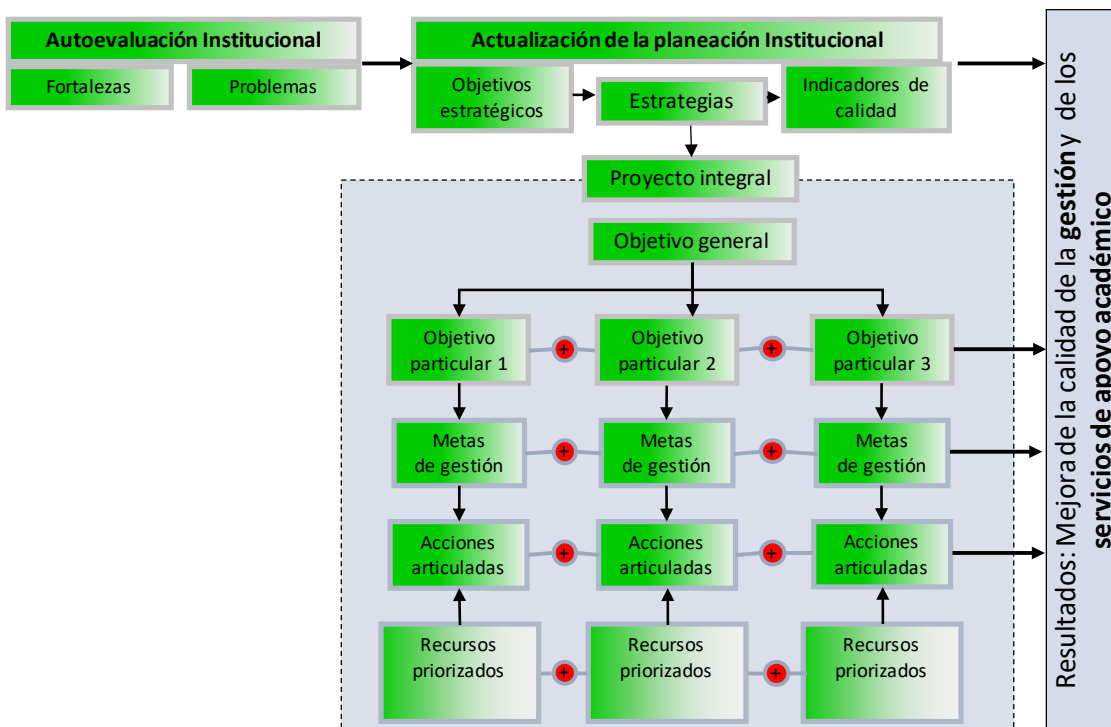 Autoevaluación Institucional
Fortalezas
Problemas
Actualización de la planeación Institucional
Objetivos
estratégicos
Estrategias
Indicadores de
calidad
Proyecto integral
Objetivo general
Objetivo
particular 1
+
Objetivo
particular 2
+
Objetivo
particular 3
Metas
de gestión
+
Metas
de gestión
+
Metas
de gestión
Acciones
articuladas
+
Acciones
articuladas
+
Acciones
articuladas
Recursos
priorizados
+
Recursos
priorizados
+
Recursos
priorizados
Resultados: Mejora de la calidad de la gestión y de los
servicios de apoyo académico